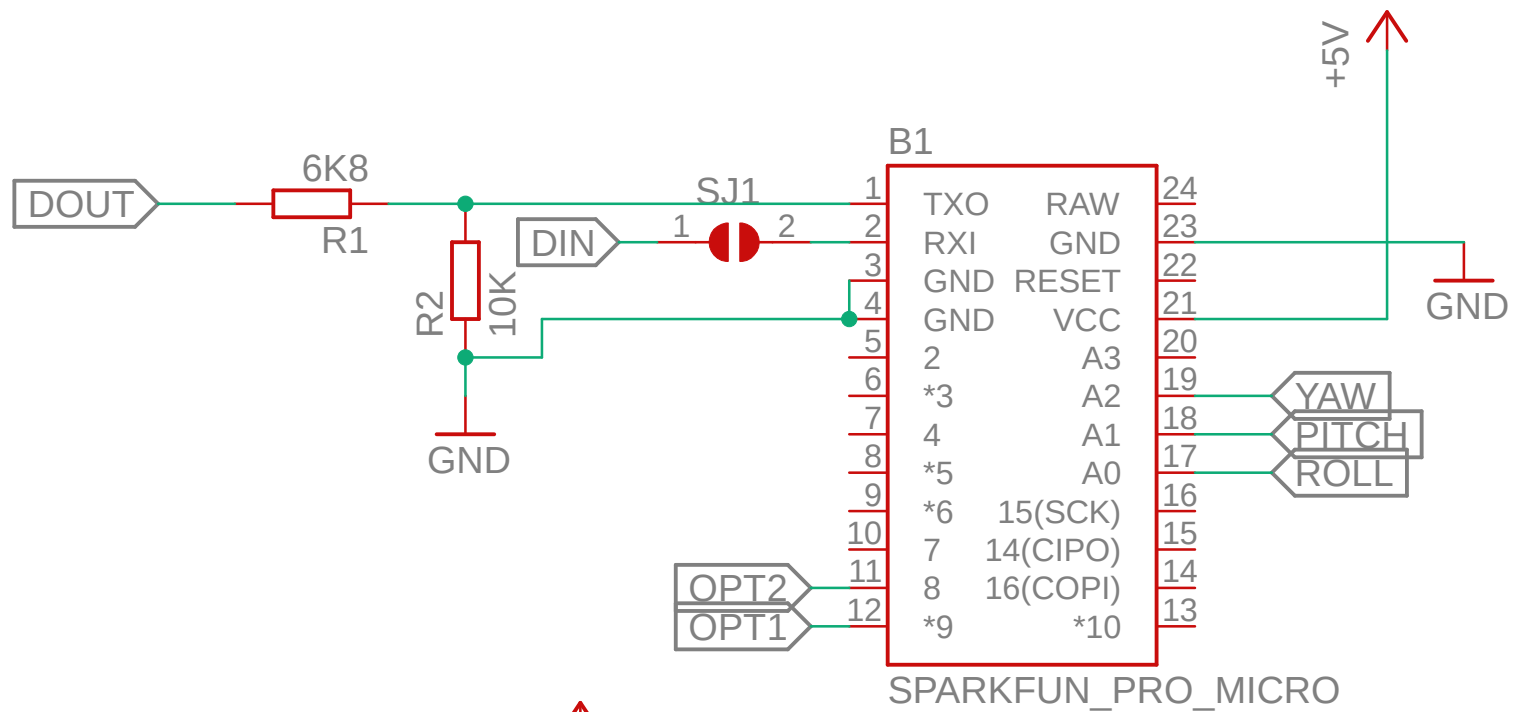 +5V
B1
6K8
DOUT
R1
SJ1
DIN
1
2
R2
10K
GND
GND
1 TXO RAW 24
2 RXI GND 23
3 GND RESET 22
4 GND VCC 21
5 2 A3 20
6 *3 A2 19
7 4 A1 18
8 *5 A0 17
9 *6 15(SCK) 16
10 7 14(CIPO) 15
11 8 16(COPI) 14
12 *9 *10 13
YAW
PITCH
ROLL
OPT2
OPT1
SPARKFUN_PRO_MICRO